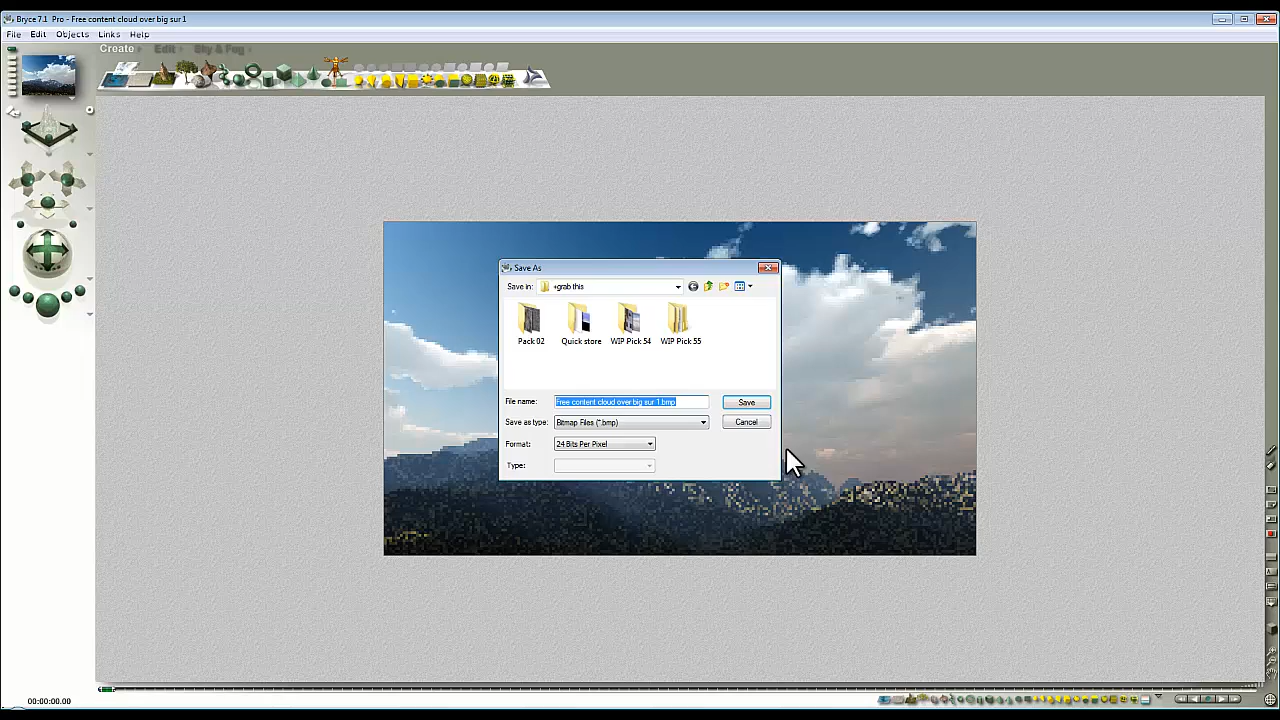 Bryce 7.1 Pro - Free content cloud over big sur 1
File Edit Objects Links Help
Create Edit Sky & Fog
Save As
Save in: +grab this
Pack 02 Quick store WIP Pick 54 WIP Pick 55
File name: Free content cloud over big sur 1.bmp Save
Save as type: Bitmap Files (*.bmp) Cancel
Format: 24 Bits Per Pixel
Type:
00:00:00.00